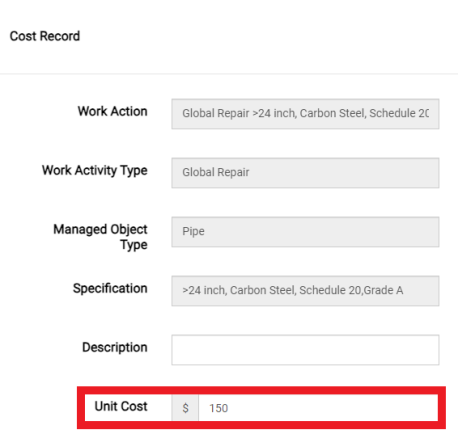 Cost Record
Work Action Global Repair >24 inch, Carbon Steel, Schedule 20
Work Activity Type Global Repair
Managed Object
Type Pipe
Specification >24 inch, Carbon Steel, Schedule 20,Grade A
Description
Unit Cost $ 150